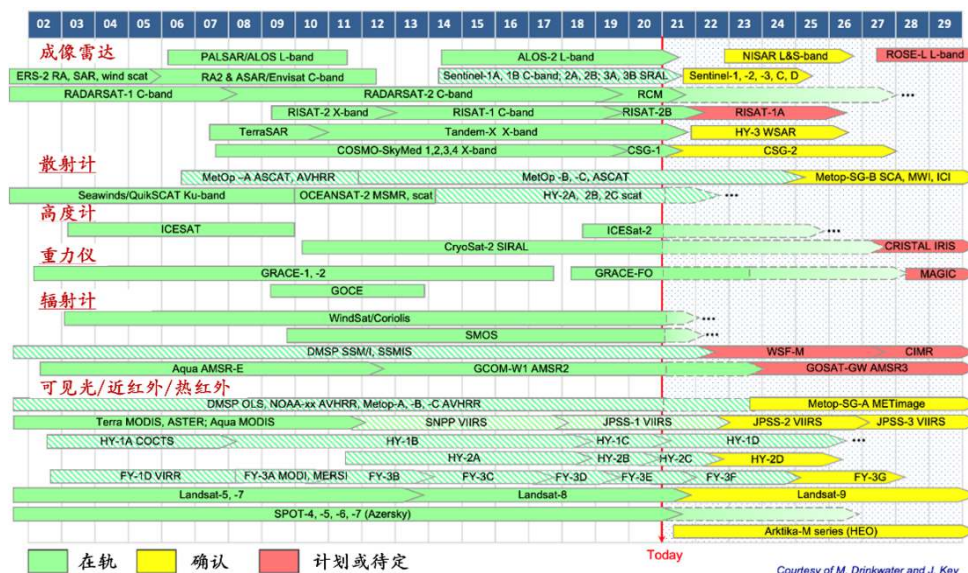 02 03 04 05 06 07 08 09 10 11 12 13 14 15 16 17 18 19 20 21 22 23 24 25 26 27 28 29
成像雷达 PALSAR/ALOS L-band ALOS-2 L-band NISAR L&S-band ROSE-L L-band
ERS-2 RA, SAR, wind scat RA2 & ASAR/Envisat C-band Sentinel-1A, 1B C-band; 2A, 2B; 3A, 3B SRAL Sentinel-1, -2, -3, C, D
RADARSAT-1 C-band RADARSAT-2 C-band RCM ...
RISAT-2 X-band RISAT-1 C-band RISAT-2B RISAT-1A
TerraSAR Tandem-X X-band HY-3 WSAR
COSMO-SkyMed 1,2,3,4 X-band CSG-1 CSG-2
散射计 MetOp –A ASCAT, AVHRR MetOp -B, -C, ASCAT Metop-SG-B SCA, MWI, ICI
Seawinds/QuikSCAT Ku-band OCEANSAT-2 MSMR, scat HY-2A, 2B, 2C scat ...
高度计
ICESAT ICESat-2 ...
CryoSat-2 SIRAL CRISTAL IRIS
重力仪
GRACE-1, -2 GRACE-FO MAGIC
GOCE
辐射计
WindSat/Coriolis ...
SMOS ...
DMSP SSM/I, SSMIS WSF-M CIMR
Aqua AMSR-E GCOM-W1 AMSR2 GOSAT-GW AMSR3
可见光/近红外/热红外
DMSP OLS, NOAA-xx AVHRR, Metop-A, -B, -C AVHRR Metop-SG-A METimage
Terra MODIS, ASTER; Aqua MODIS SNPP VIIRS JPSS-1 VIIRS JPSS-2 VIIRS JPSS-3 VIIRS
HY-1A COCTS HY-1B HY-1C HY-1D ...
HY-2A HY-2B HY-2C HY-2D
FY-1D VIRR FY-3A MODI, MERSI FY-3B FY-3C FY-3D FY-3E FY-3F FY-3G
Landsat-5, -7 Landsat-8 Landsat-9
SPOT-4, -5, -6, -7 (Azersky)
Arktika-M series (HEO)
Today
在轨 确认 计划或待定
Courtesy of M. Drinkwater and J. Key